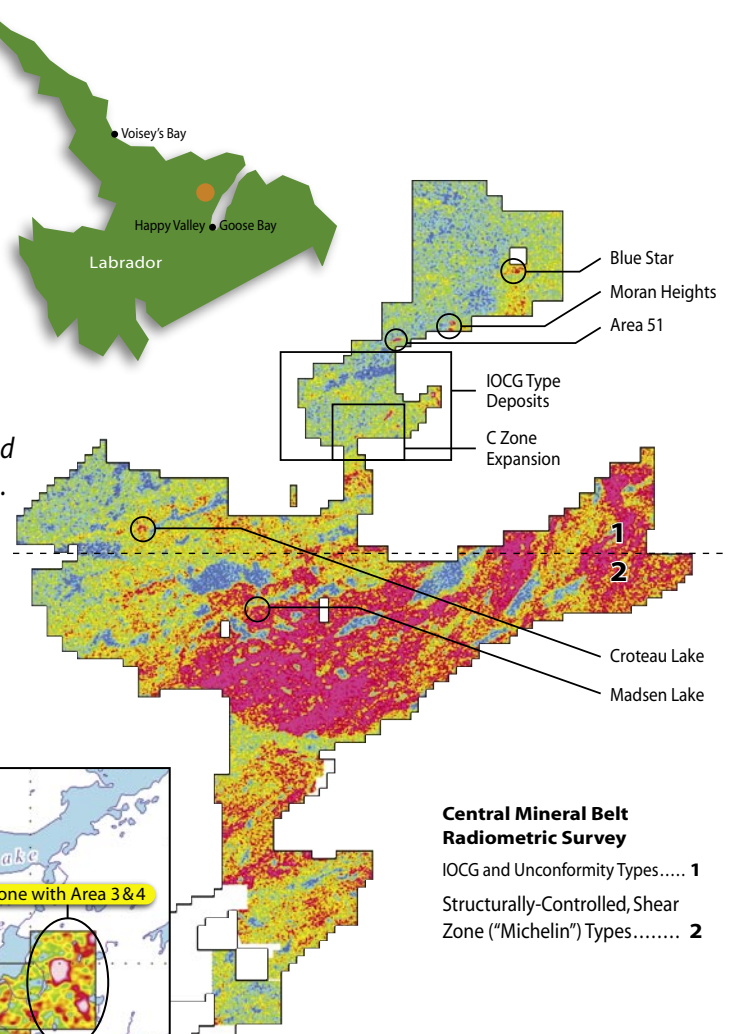 Voisey's Bay
Happy Valley
Goose Bay
Labrador
Blue Star
Moran Heights
Area 51
IOCG Type
Deposits
C Zone
Expansion
d
.
1
2
Croteau Lake
Madsen Lake
ake
one with Area 3 & 4
Central Mineral Belt
Radiometric Survey
IOCG and Unconformity Types..... 1
Structurally-Controlled, Shear
Zone ("Michelin") Types........ 2